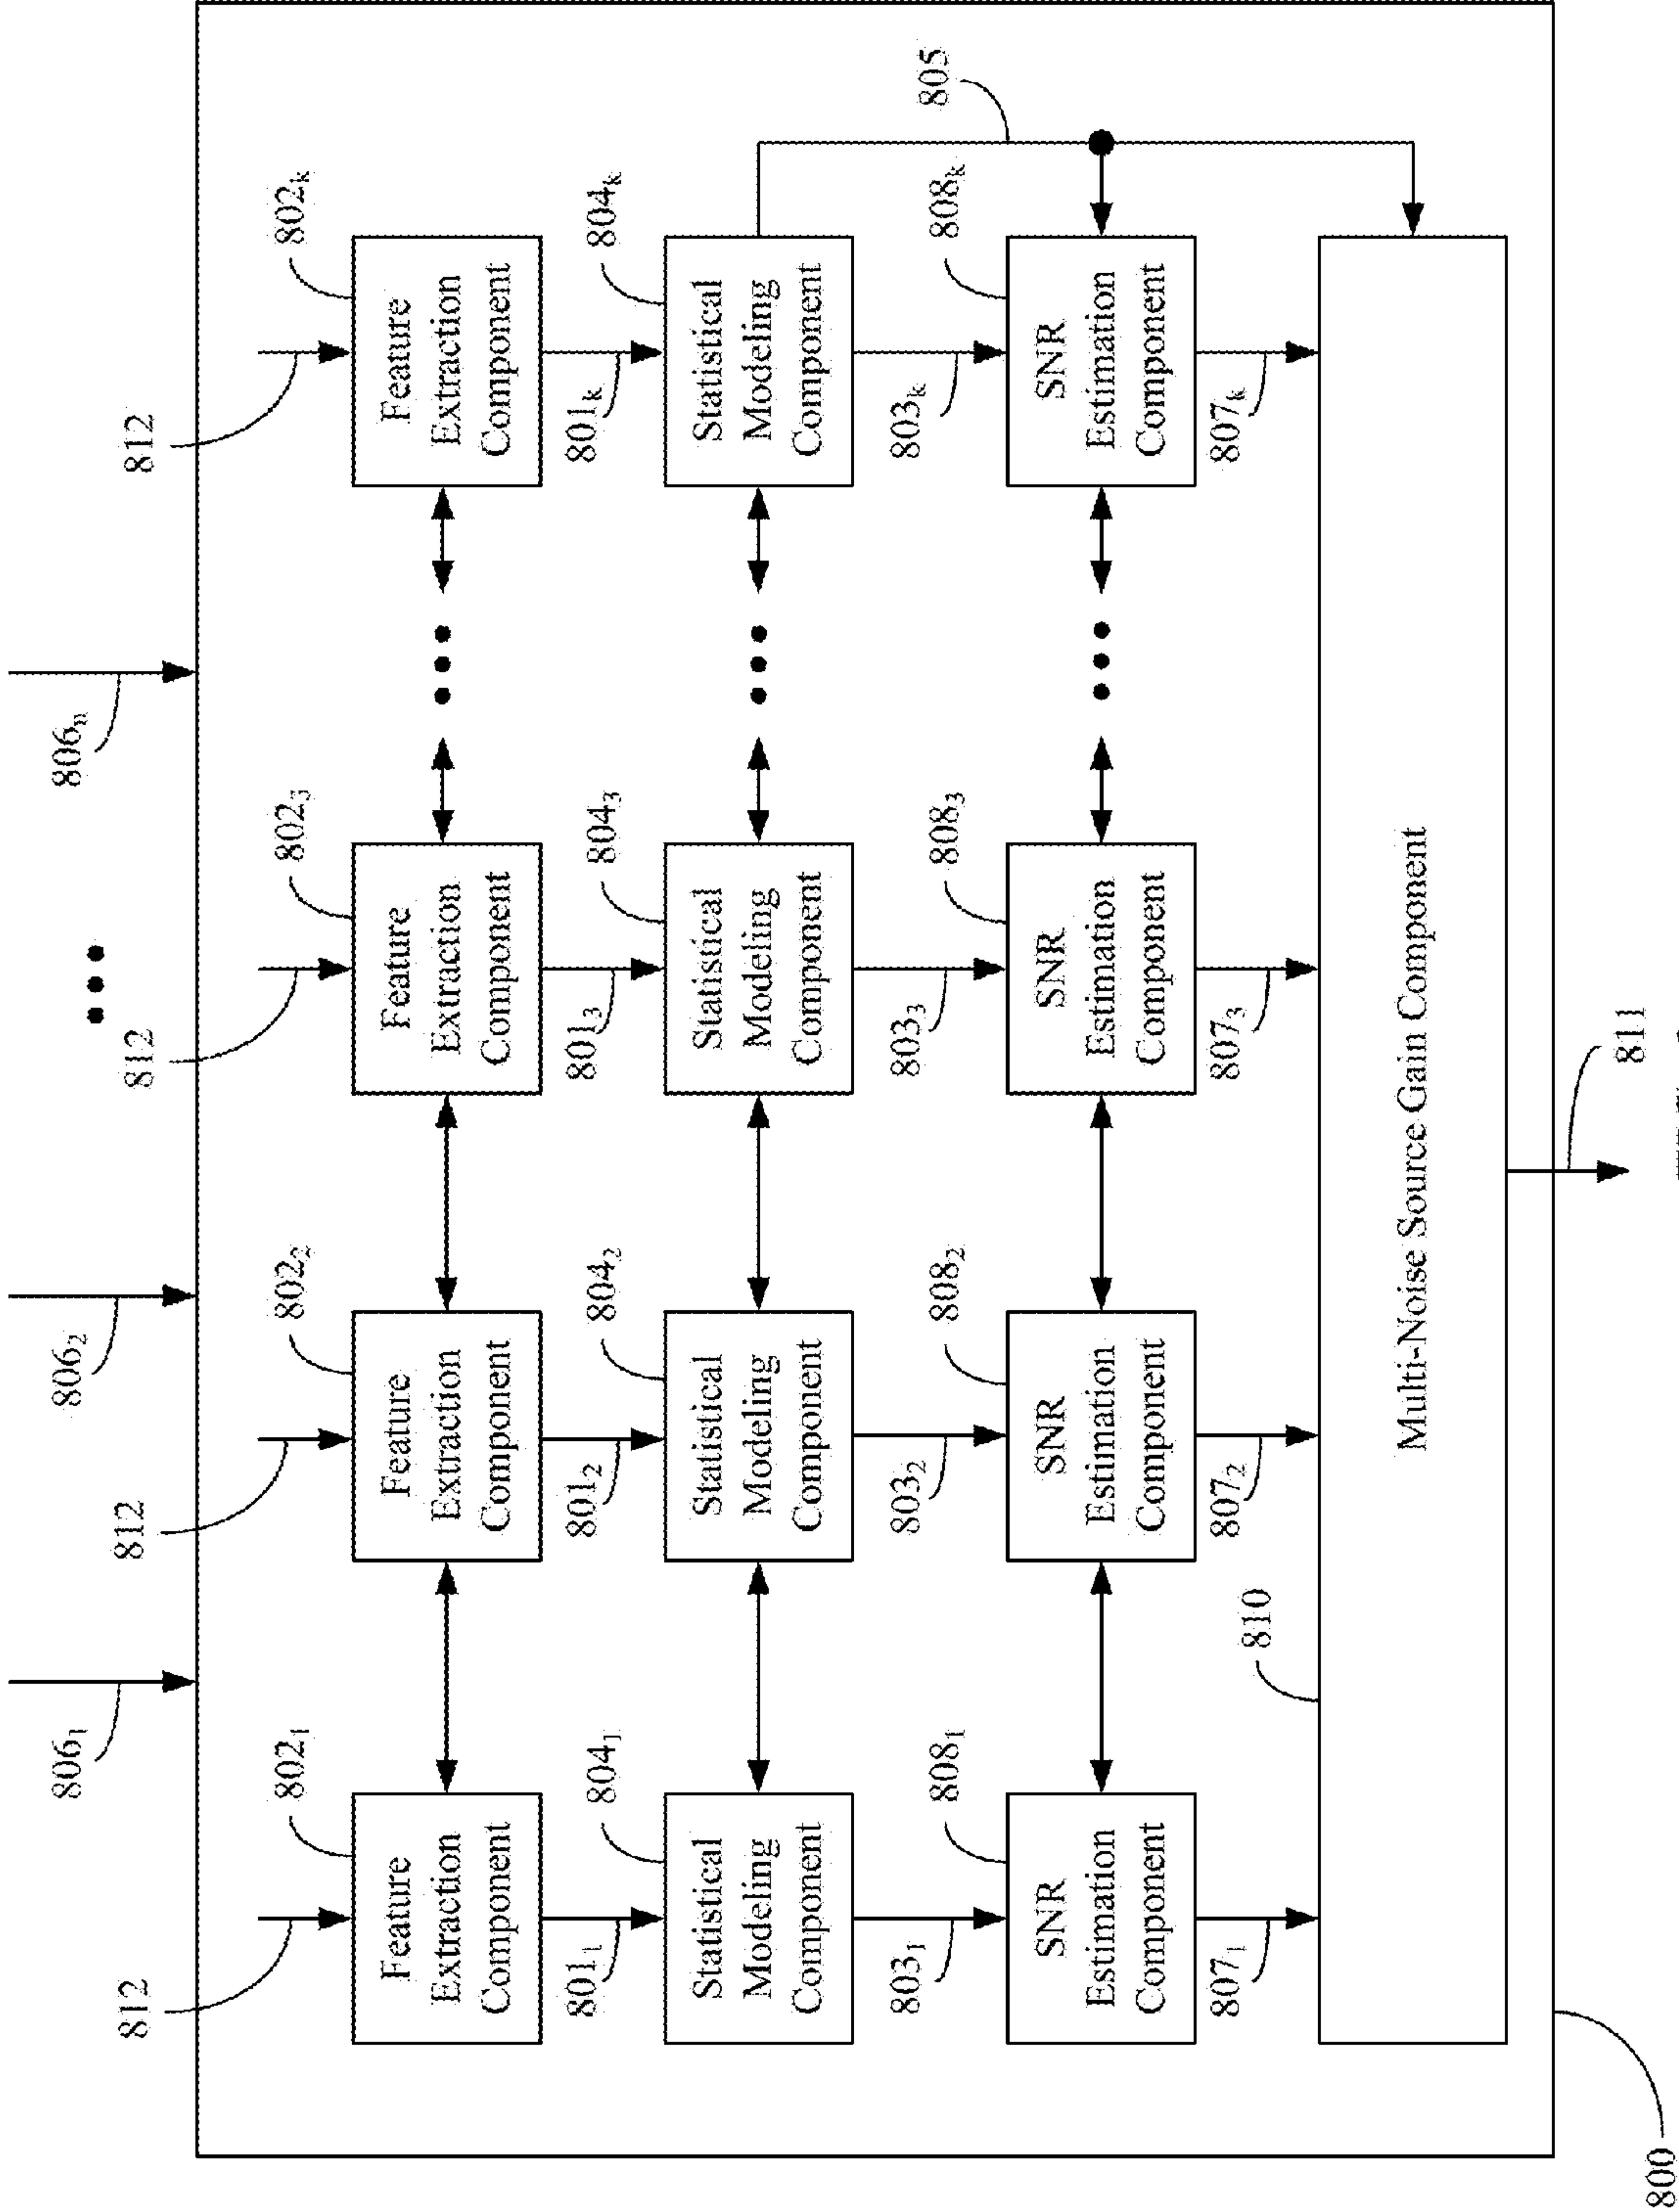 806₁
806₂
•••
806ₙ
812
812
812
812
802₁
802₂
802₃
802ₖ
Feature
Extraction
Component
Feature
Extraction
Component
Feature
Extraction
Component
•••
Feature
Extraction
Component
801₁
801₂
801₃
801ₖ
804₁
804₂
804₃
804ₖ
Statistical
Modeling
Component
Statistical
Modeling
Component
Statistical
Modeling
Component
•••
Statistical
Modeling
Component
805
803₁
803₂
803₃
803ₖ
808₁
808₂
808₃
808ₖ
SNR
Estimation
Component
SNR
Estimation
Component
SNR
Estimation
Component
•••
SNR
Estimation
Component
807₁
807₂
807₃
807ₖ
810
Multi-Noise Source Gain Component
811
800